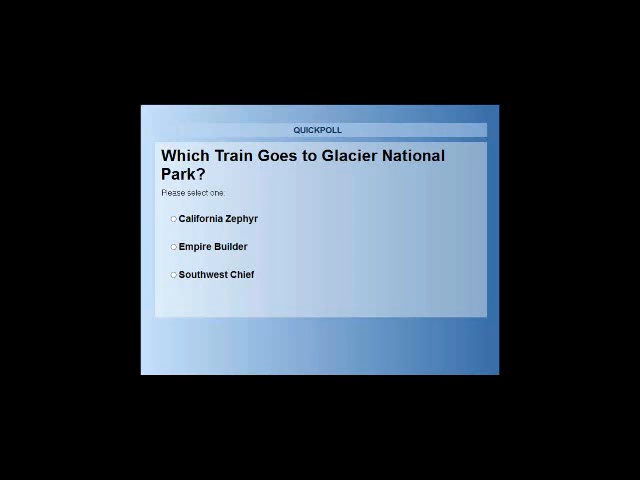 QUICKPOLL
Which Train Goes to Glacier National
Park?
Please select one:
California Zephyr
Empire Builder
Southwest Chief